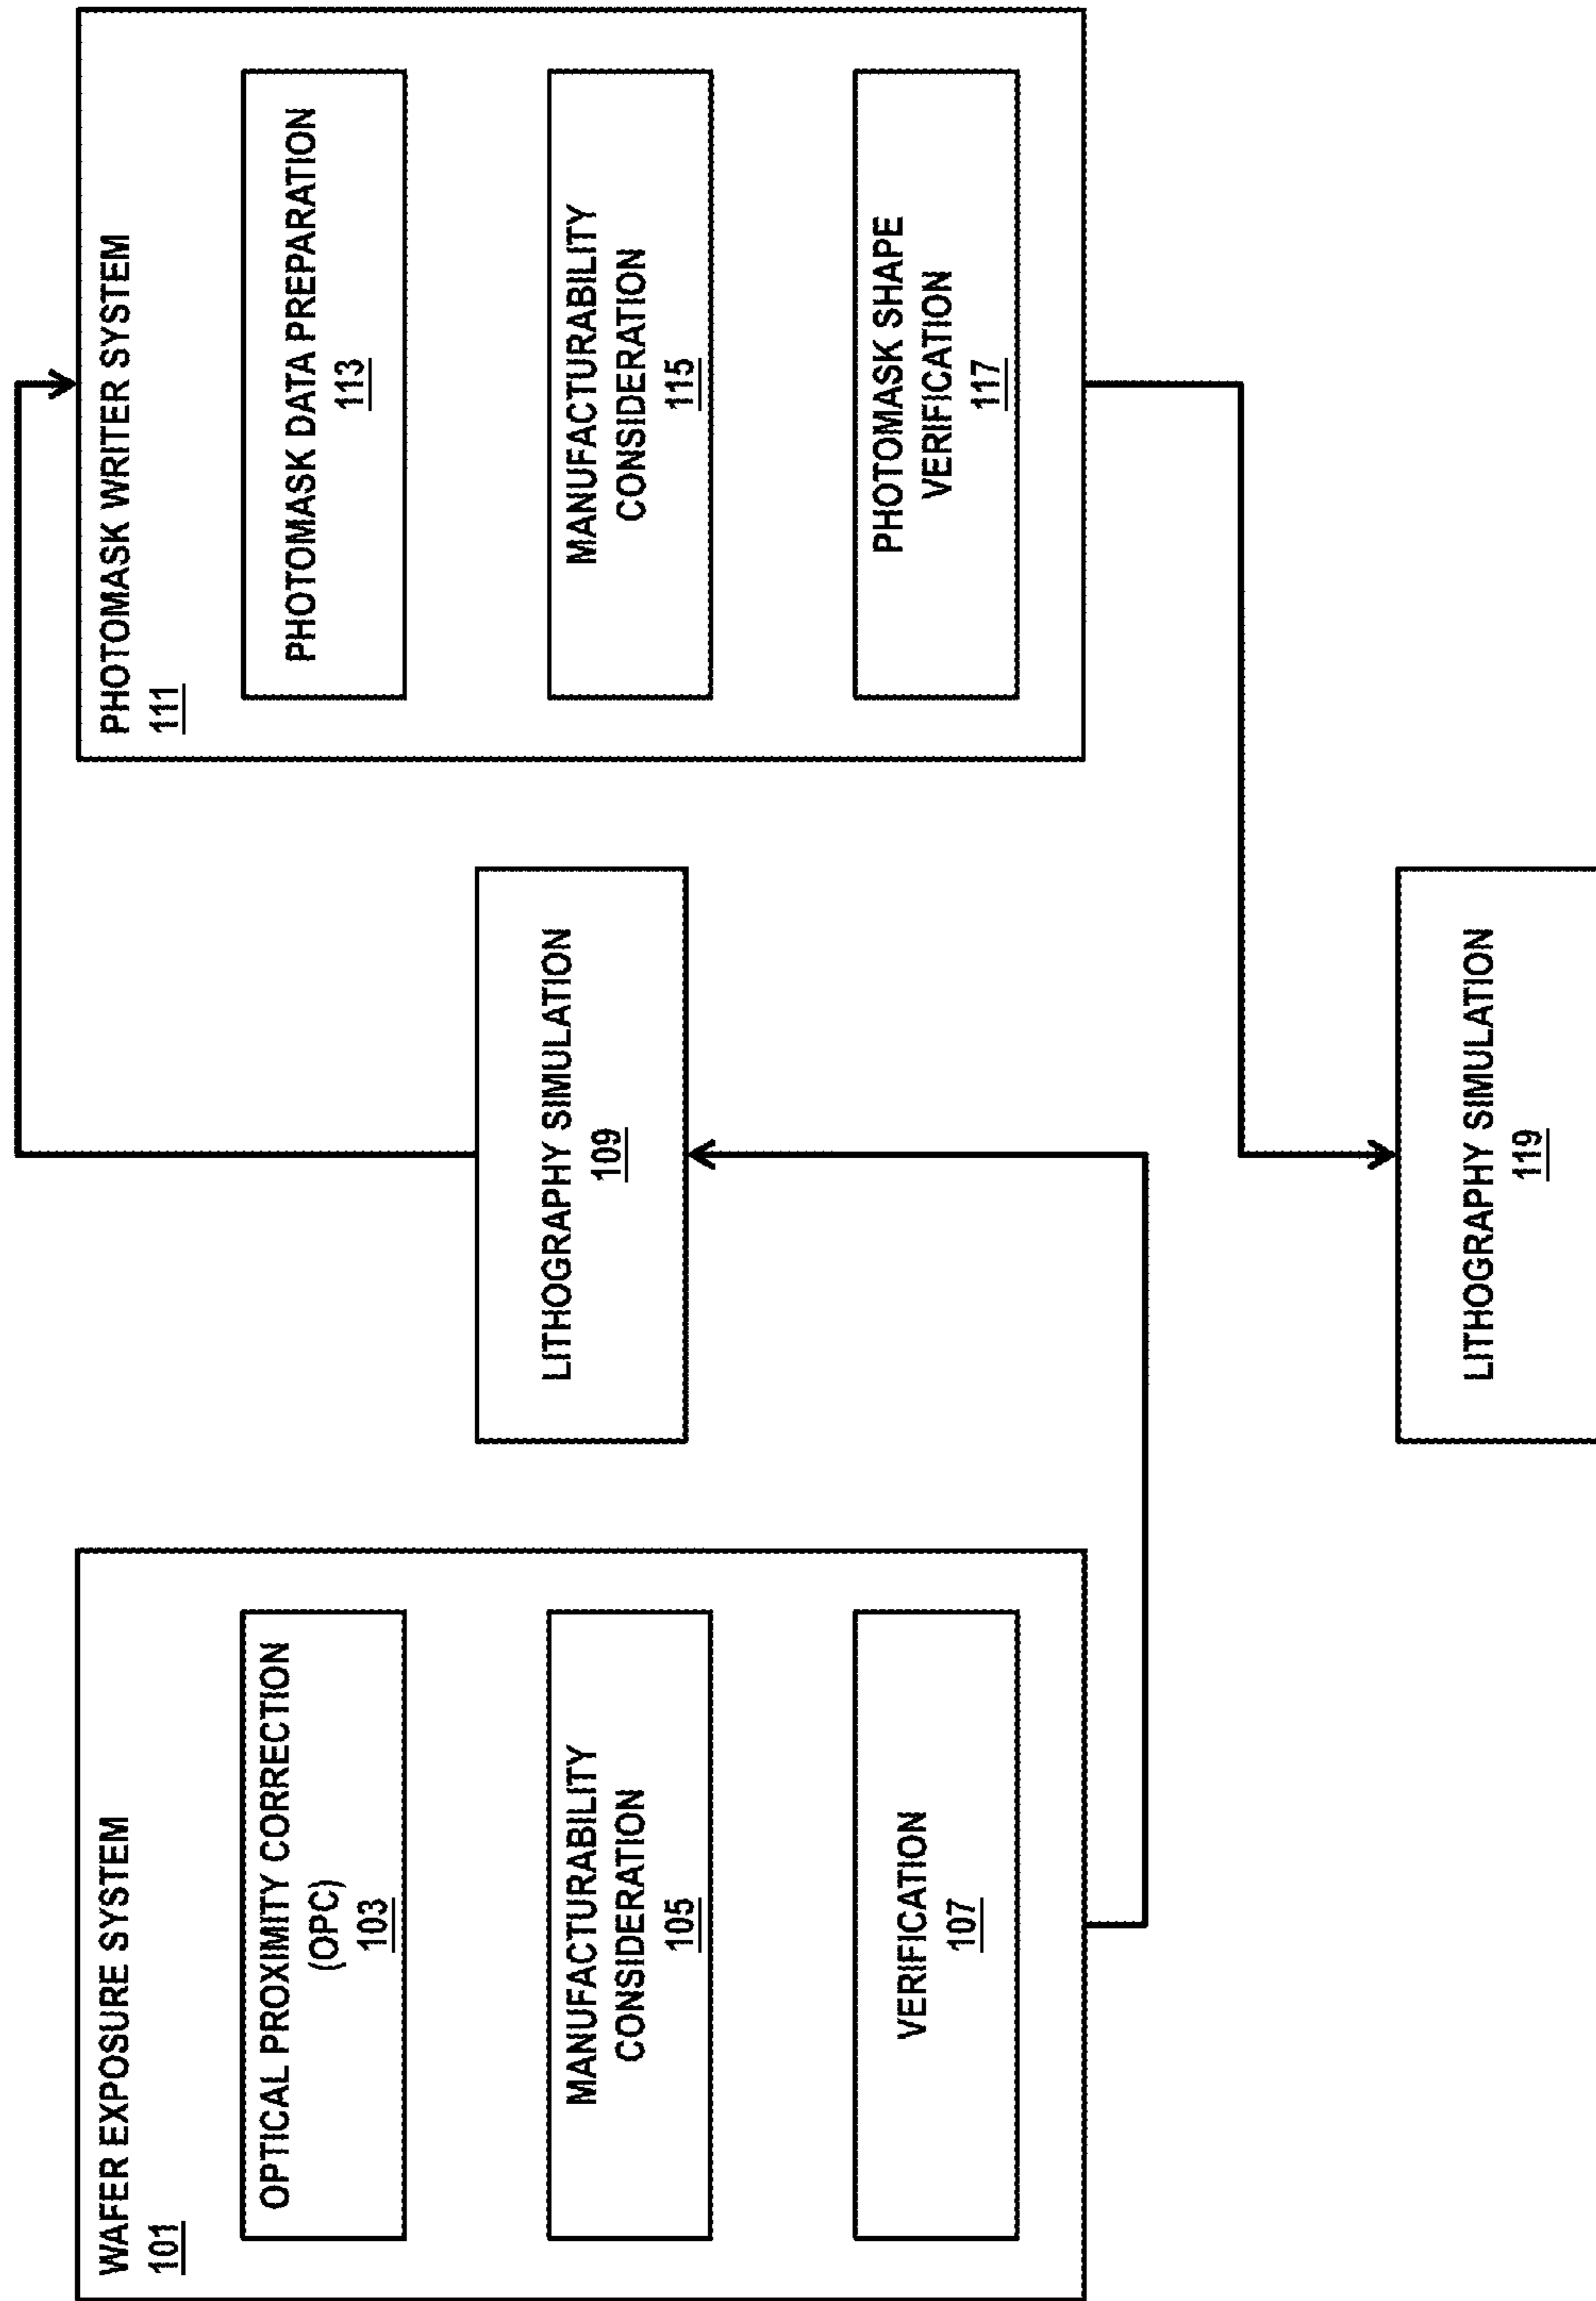 WAFER EXPOSURE SYSTEM
101
OPTICAL PROXIMITY CORRECTION
(OPC)
103
MANUFACTURABILITY
CONSIDERATION
105
VERIFICATION
107
LITHOGRAPHY SIMULATION
109
PHOTOMASK WRITER SYSTEM
111
PHOTOMASK DATA PREPARATION
113
MANUFACTURABILITY
CONSIDERATION
115
PHOTOMASK SHAPE
VERIFICATION
117
LITHOGRAPHY SIMULATION
119